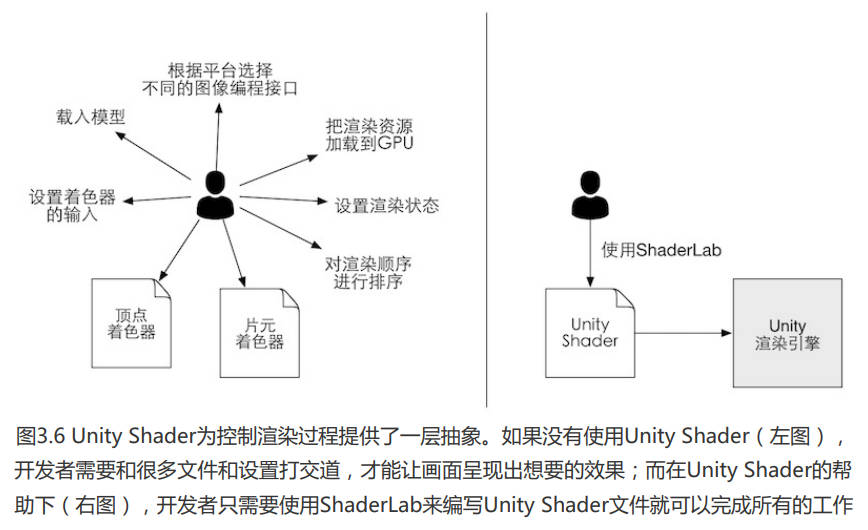 根据平台选择
不同的图像编程接口
载入模型
把渲染资源
加载到GPU
设置着色器
的输入
设置渲染状态
对渲染顺序
进行排序
顶点
着色器
片元
着色器
使用ShaderLab
Unity
Shader
Unity
渲染引擎
图3.6 Unity Shader为控制渲染过程提供了一层抽象。如果没有使用Unity Shader（左图），
开发者需要和很多文件和设置打交道，才能让画面呈现出想要的效果；而在Unity Shader的帮
助下（右图），开发者只需要使用ShaderLab来编写Unity Shader文件就可以完成所有的工作